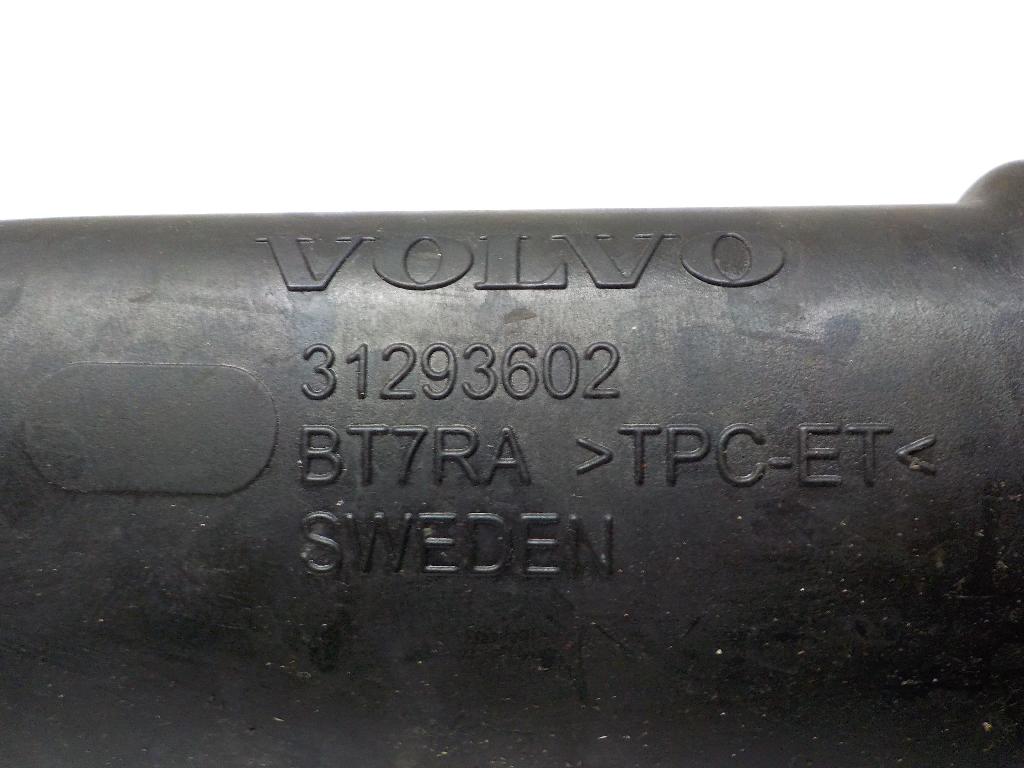 VOLVO
31293602
BT7RA >TPC-ET<
SWEDEN